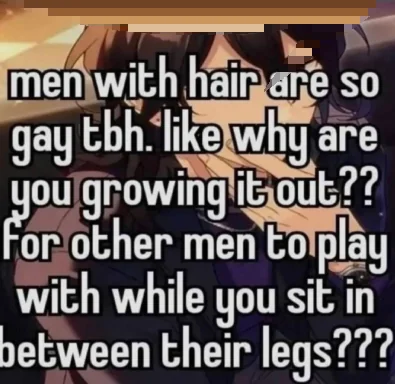 men with hair are so
gay tbh. like why are
you growing it out??
for other men to play
with while you sit in
between their legs???